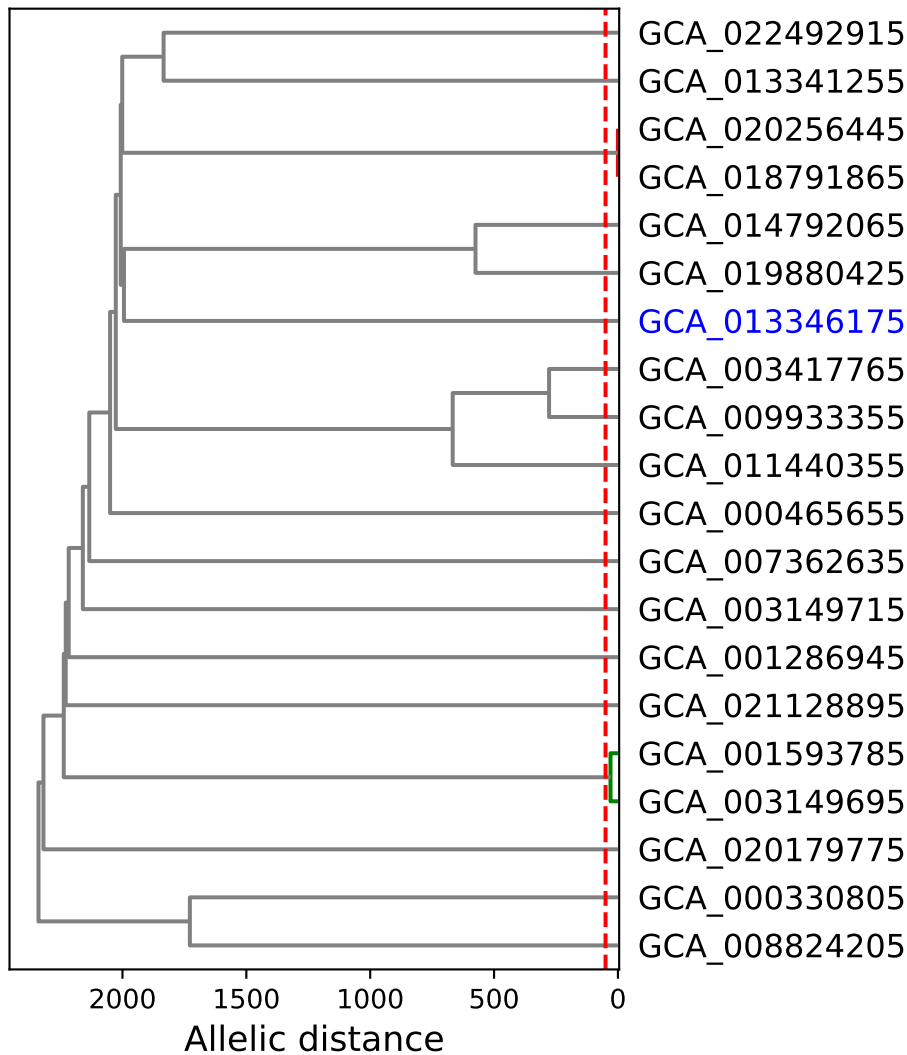 GCA_022492915
GCA_013341255
GCA_020256445
GCA_018791865
GCA_014792065
GCA_019880425
GCA_013346175
GCA_003417765
GCA_009933355
GCA_011440355
GCA_000465655
GCA_007362635
GCA_003149715
GCA_001286945
GCA_021128895
GCA_001593785
GCA_003149695
GCA_020179775
GCA_000330805
GCA_008824205
2000 1500 1000 500 0
Allelic distance